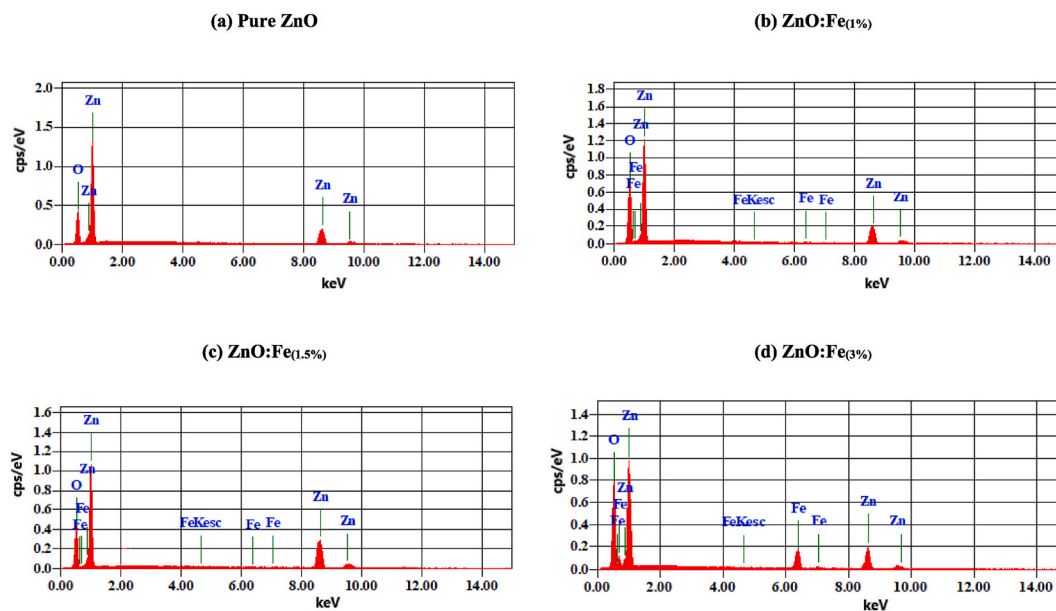 (a) Pure ZnO
2.0
1.5
1.0
0.5
0.0
cps/eV
Zn
O
Zn
Zn
Zn
0.00 2.00 4.00 6.00 8.00 10.00 12.00 14.00
keV
(b) ZnO:Fe(1%)
1.8
1.6
1.4
1.2
1.0
0.8
0.6
0.4
0.2
0.0
cps/eV
Zn
Zn
O
Fe
Fe
FeKesc
Fe
Fe
Zn
Zn
0.00 2.00 4.00 6.00 8.00 10.00 12.00 14.00
keV
(c) ZnO:Fe(1.5%)
1.6
1.4
1.2
1.0
0.8
0.6
0.4
0.2
0.0
cps/eV
Zn
Zn
O
Fe
Fe
FeKesc
Fe
Fe
Zn
Zn
0.00 2.00 4.00 6.00 8.00 10.00 12.00 14.00
keV
(d) ZnO:Fe(3%)
1.4
1.2
1.0
0.8
0.6
0.4
0.2
0.0
cps/eV
Zn
O
Zn
Fe
Fe
FeKesc
Fe
Fe
Zn
Zn
0.00 2.00 4.00 6.00 8.00 10.00 12.00 14.00
keV